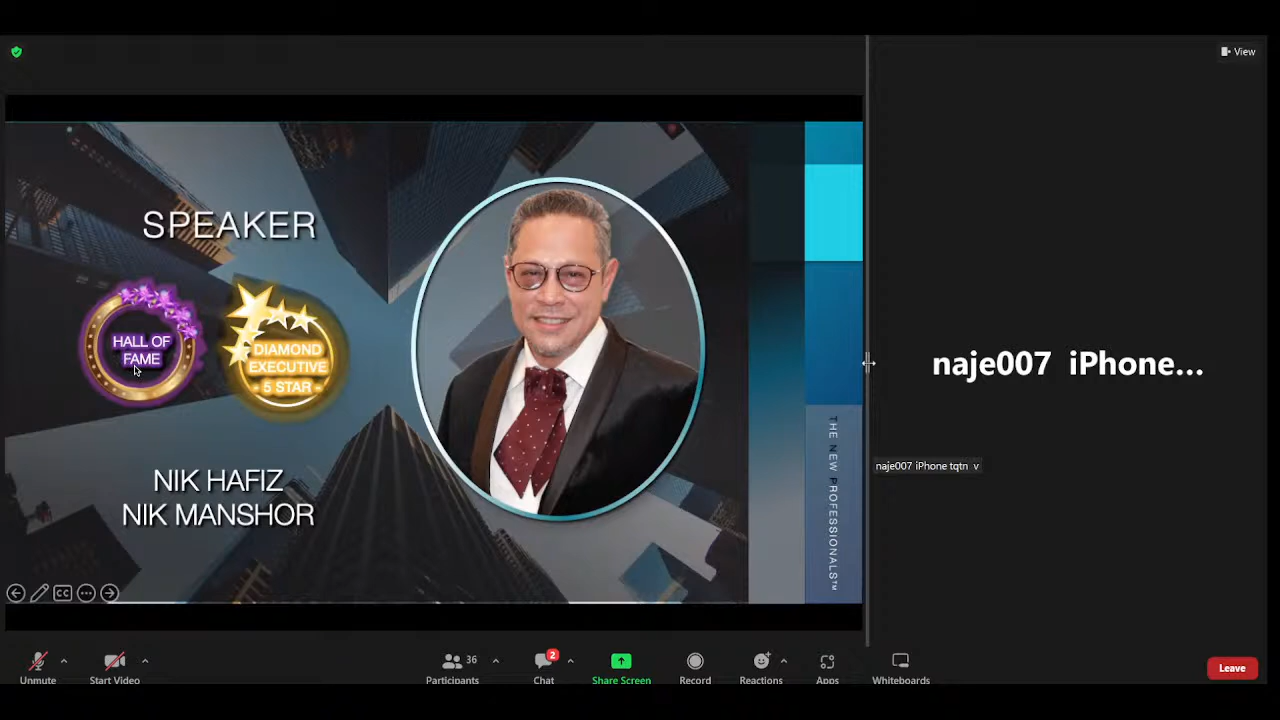 View
SPEAKER
HALL OF
FAME
DIAMOND
EXECUTIVE
- 5 STAR -
NIK HAFIZ
NIK MANSHOR
THE NEW PROFESSIONALS™
CC
naje007 iPhone...
naje007 iPhone tqtn v
Unmute
Start Video
36
Participants
2
Chat
Share Screen
Record
Reactions
Apps
Whiteboards
Leave